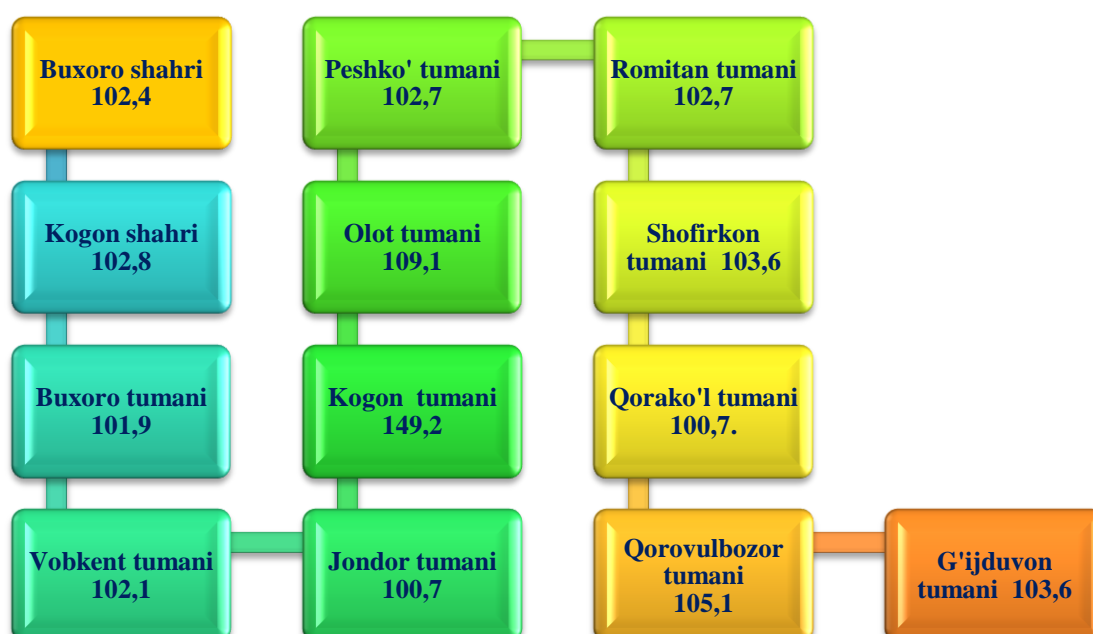 Buxoro shahri
102,4
Kogon shahri
102,8
Buxoro tumani
101,9
Vobkent tumani
102,1
Jondor tumani
100,7
Kogon  tumani
149,2
Olot tumani
109,1
Peshko' tumani
102,7
Romitan tumani
102,7
Shofirkon
tumani  103,6
Qorako'l tumani
100,7.
Qorovulbozor
tumani
105,1
G'ijduvon
tumani  103,6